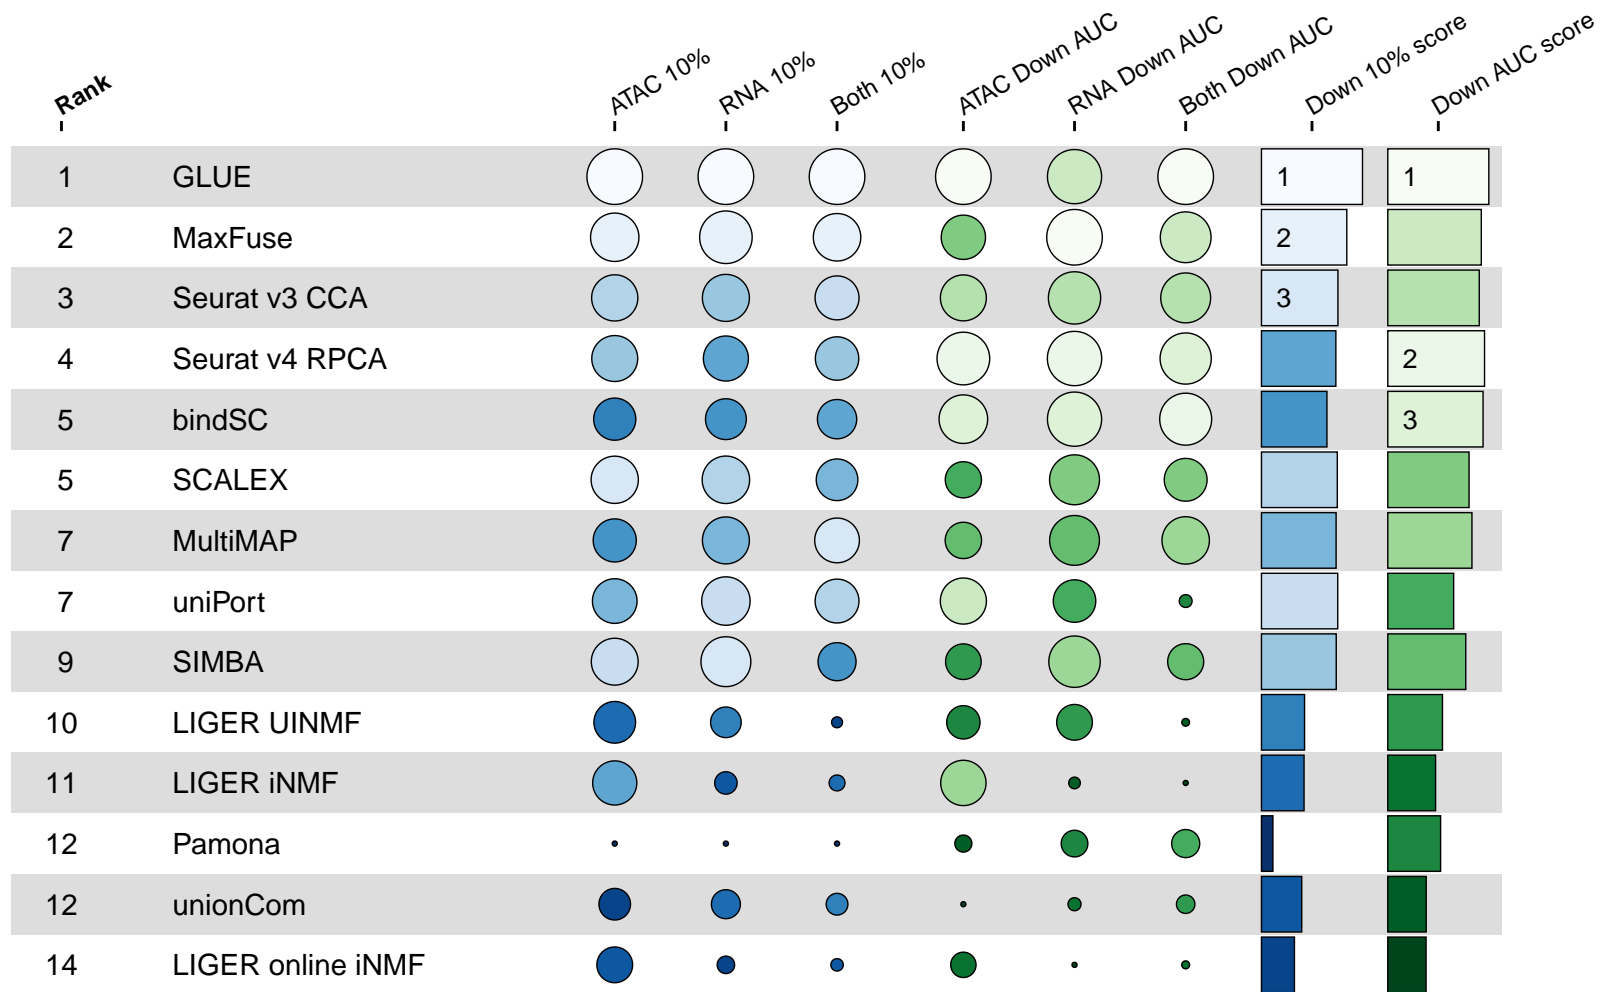 Rank ATAC 10% RNA 10% Both 10% ATAC Down AUC RNA Down AUC Both Down AUC Down 10% score Down AUC score
1 GLUE 1 1
2 MaxFuse 2
3 Seurat v3 CCA 3
4 Seurat v4 RPCA 2
5 bindSC 3
5 SCALEX
7 MultiMAP
7 uniPort
9 SIMBA
10 LIGER UINMF
11 LIGER iNMF
12 Pamona
12 unionCom
14 LIGER online iNMF